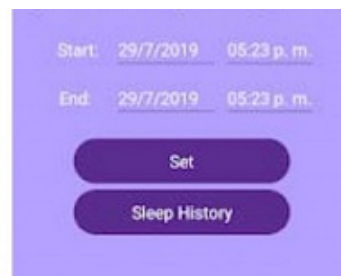 Start: 29/7/2019 05:23 p. m.
End: 29/7/2019 05:23 p. m.
Set
Sleep History